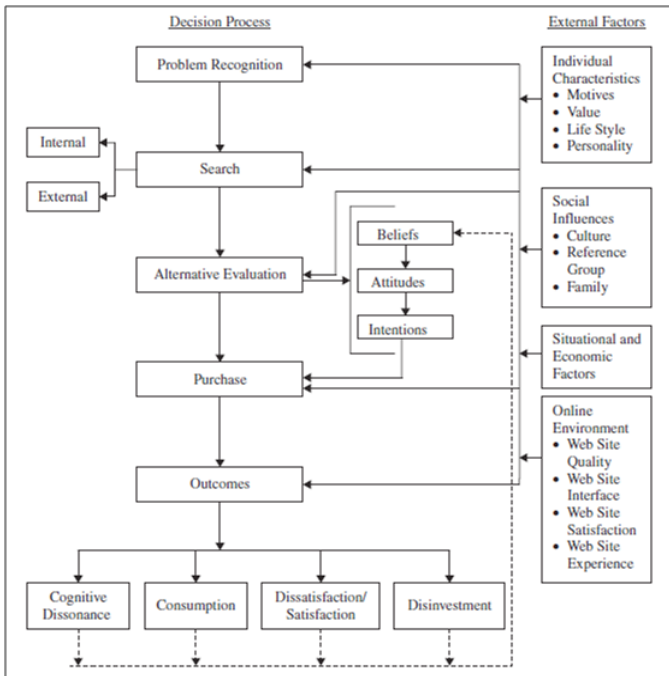 Decision Process
External Factors
Problem Recognition
Individual
Characteristics
• Motives
• Value
• Life Style
• Personality
Internal
External
Search
Social
Influences
• Culture
• Reference
Group
• Family
Beliefs
Alternative Evaluation
Attitudes
Intentions
Situational and
Economic
Factors
Purchase
Online
Environment
• Web Site
Quality
• Web Site
Interface
• Web Site
Satisfaction
• Web Site
Experience
Outcomes
Cognitive
Dissonance
Consumption
Dissatisfaction/
Satisfaction
Disinvestment